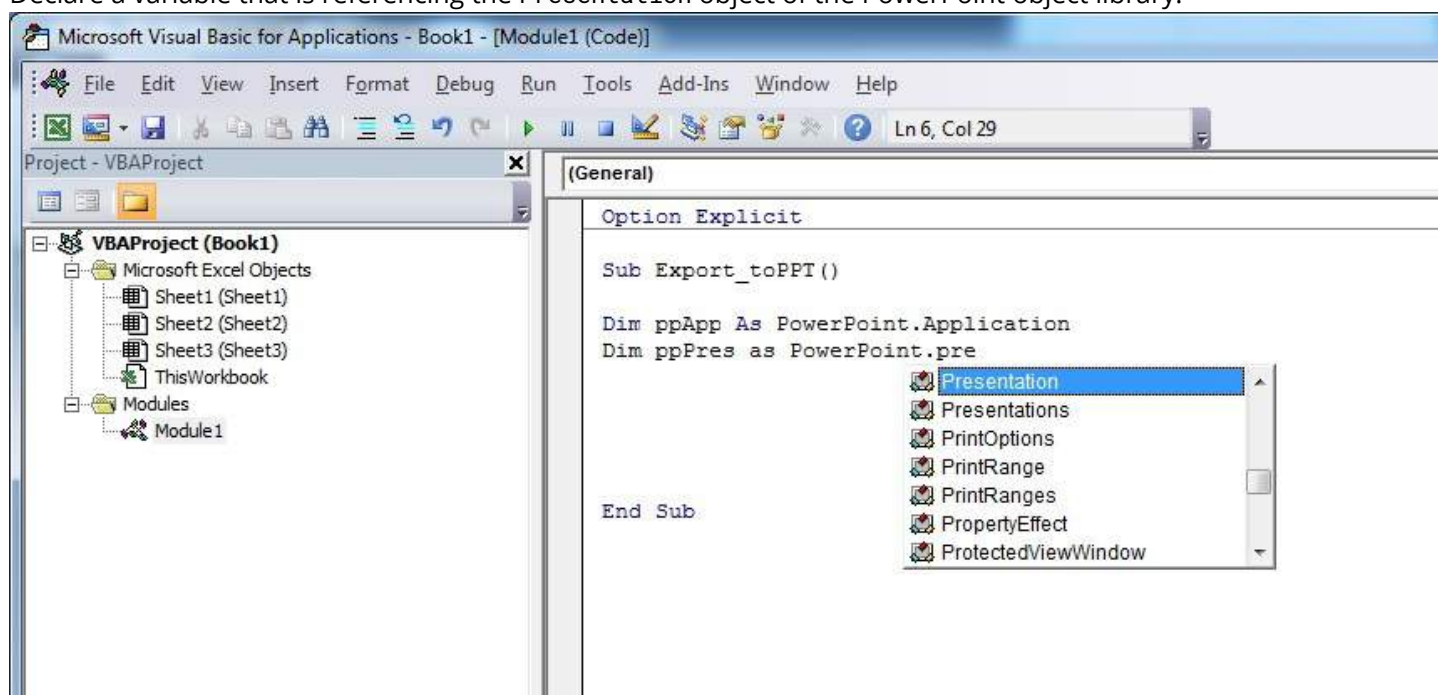 Declare a variable that is referencing the Presentation object of the PowerPoint object library.
Microsoft Visual Basic for Applications - Book1 - [Module1 (Code)]
File Edit View Insert Format Debug Run Tools Add-Ins Window Help
Ln 6, Col 29
Project - VBAProject
VBAProject (Book1)
Microsoft Excel Objects
Sheet1 (Sheet1)
Sheet2 (Sheet2)
Sheet3 (Sheet3)
ThisWorkbook
Modules
Module1
(General)
Option Explicit
Sub Export_toPPT()
Dim ppApp As PowerPoint.Application
Dim ppPres as PowerPoint.pre
Presentation
Presentations
PrintOptions
PrintRange
PrintRanges
PropertyEffect
ProtectedViewWindow
End Sub